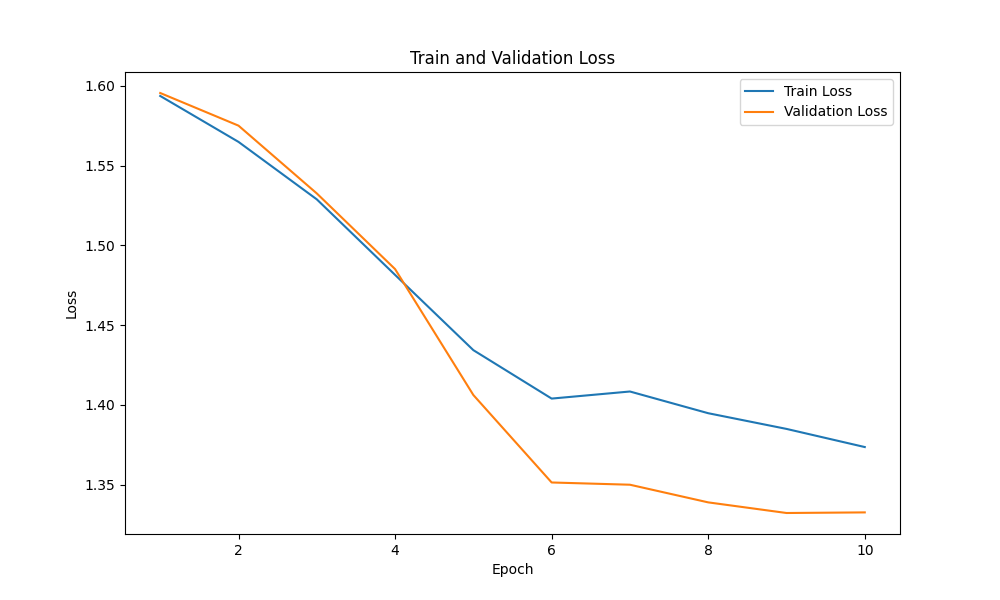 Train and Validation Loss
Train Loss
Validation Loss
1.60
1.55
1.50
1.45
1.40
1.35
Loss
2 4 6 8 10
Epoch